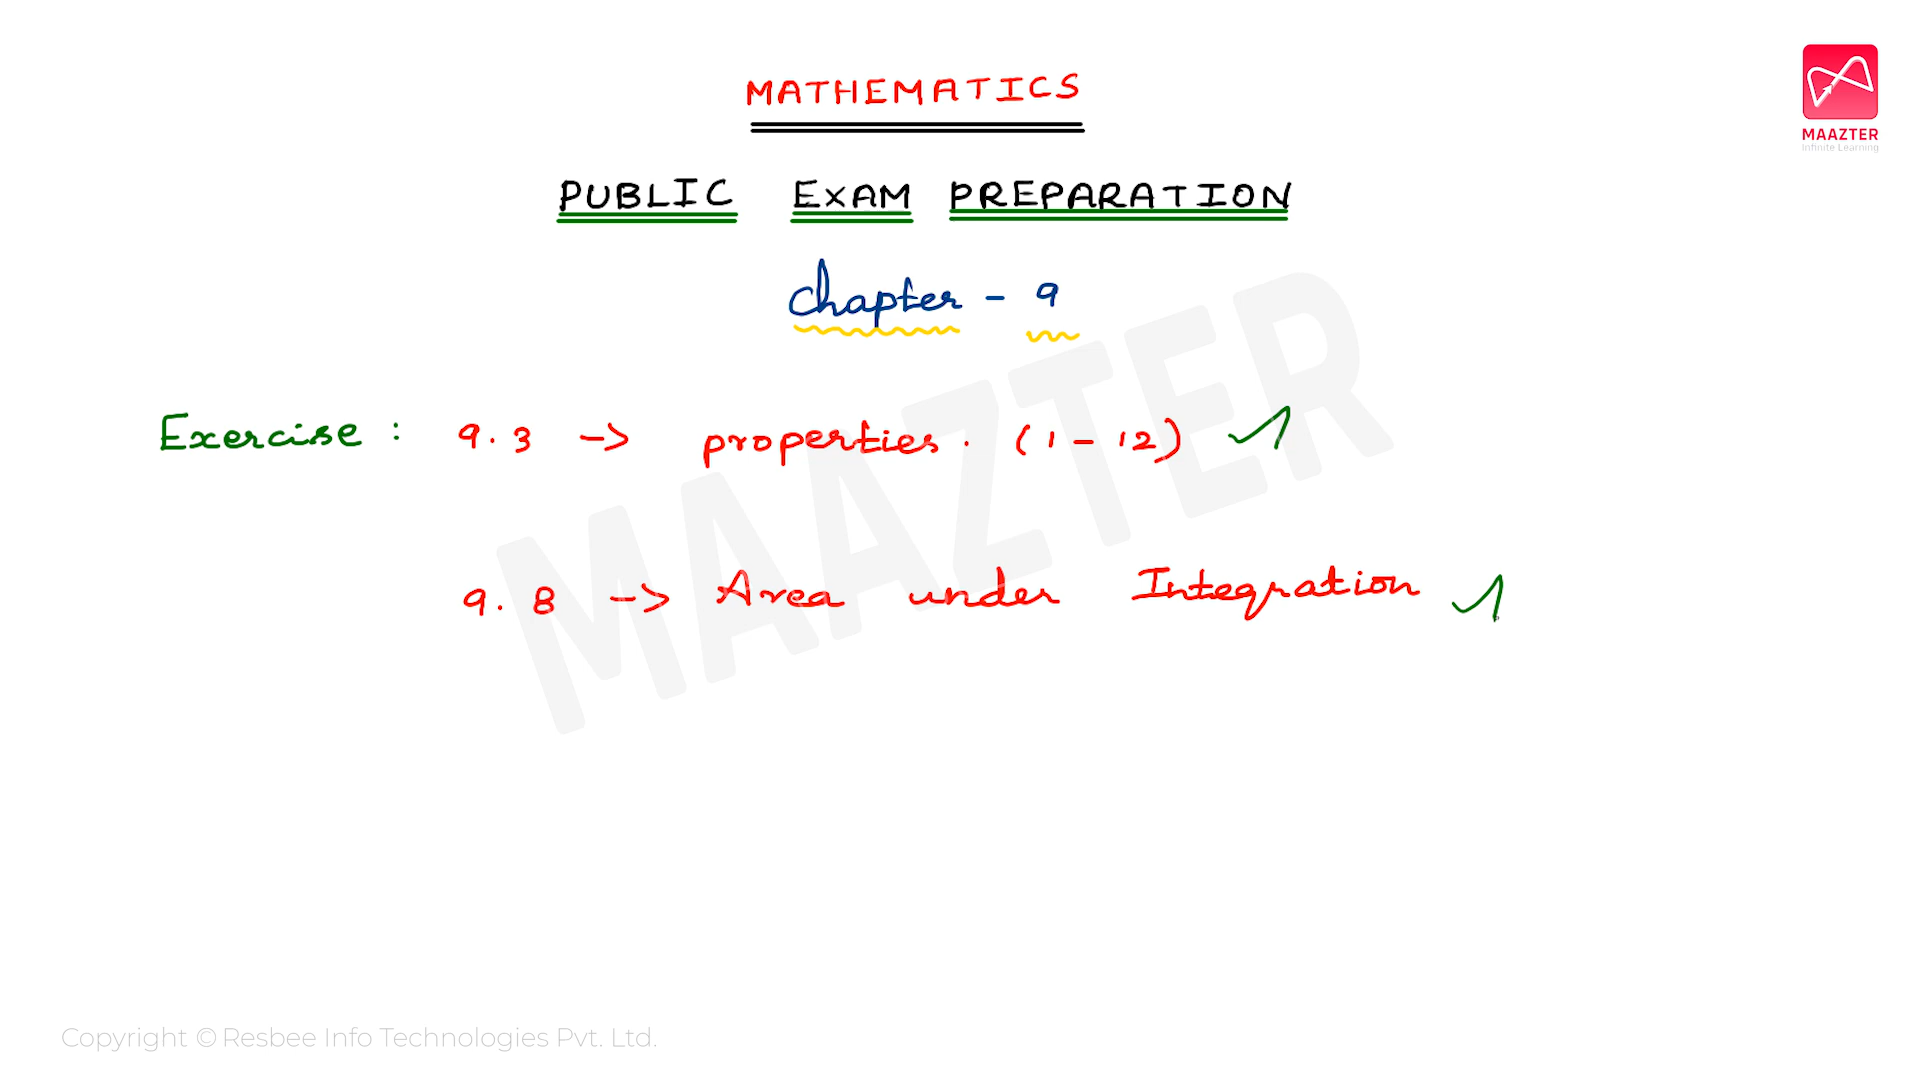 MATHEMATICS
MAAZTER
Infinite Learning
PUBLIC EXAM PREPARATION
Chapter - 9
Exercise : 9.3 -> properties. (1-12)
9.8 -> Area under Integration
MAAZTER
Copyright © Resbee Info Technologies Pvt. Ltd.